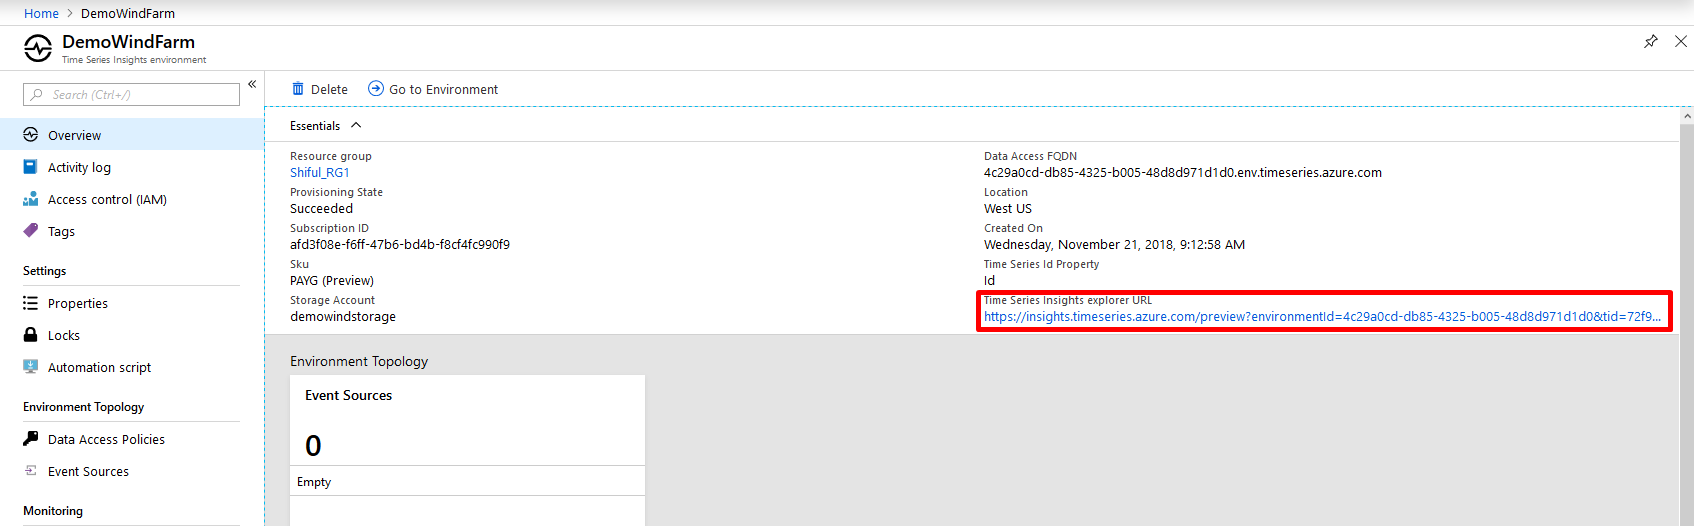 Home > DemoWindFarm
DemoWindFarm
Time Series Insights environment
Search (Ctrl+/)
«
Overview
Activity log
Access control (IAM)
Tags
Settings
Properties
Locks
Automation script
Environment Topology
Data Access Policies
Event Sources
Monitoring
Delete
Go to Environment
Essentials
Resource group
Shiful_RG1
Provisioning State
Succeeded
Subscription ID
afd3f08e-f6ff-47b6-bd4b-f8cf4fc990f9
Sku
PAYG (Preview)
Storage Account
demowindstorage
Data Access FQDN
4c29a0cd-db85-4325-b005-48d8d971d1d0.env.timeseries.azure.com
Location
West US
Created On
Wednesday, November 21, 2018, 9:12:58 AM
Time Series Id Property
Id
Time Series Insights explorer URL
https://insights.timeseries.azure.com/preview?environmentId=4c29a0cd-db85-4325-b005-48d8d971d1d0&tid=72f9...
Environment Topology
Event Sources
0
Empty